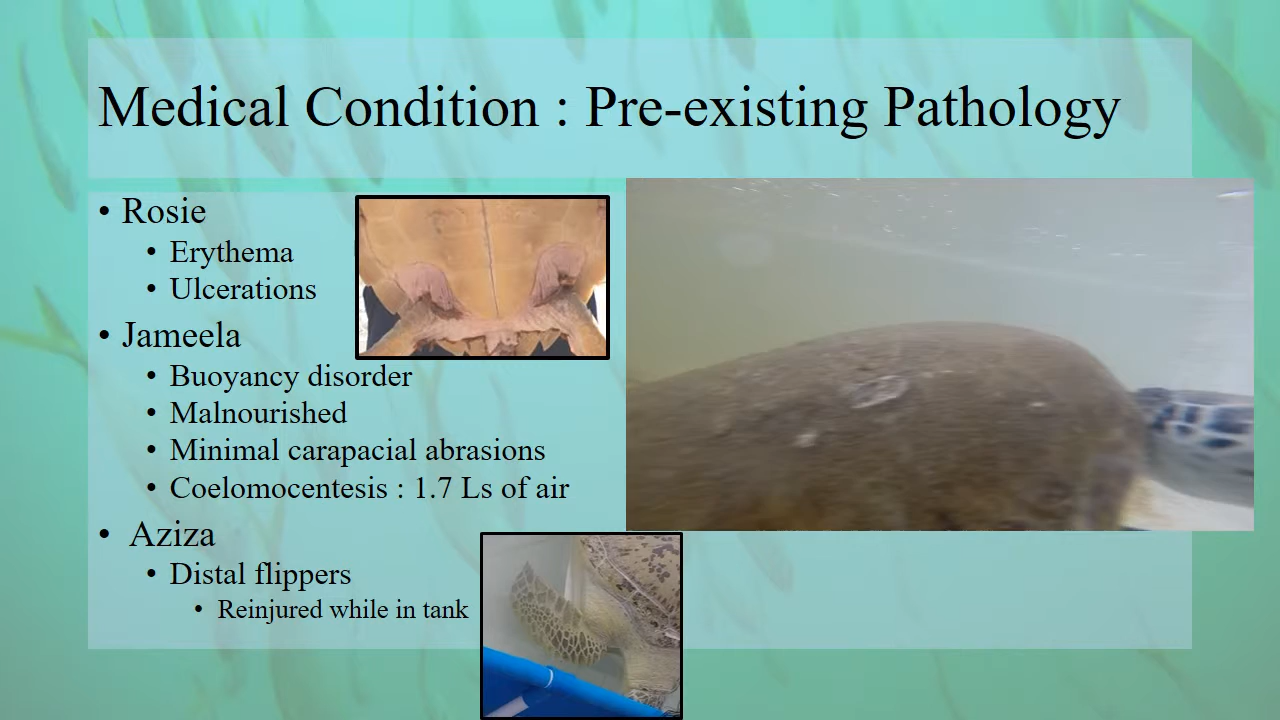 Medical Condition : Pre-existing Pathology
• Rosie
• Erythema
• Ulcerations
• Jameela
• Buoyancy disorder
• Malnourished
• Minimal carapacial abrasions
• Coelomocentesis : 1.7 Ls of air
• Aziza
• Distal flippers
• Reinjured while in tank